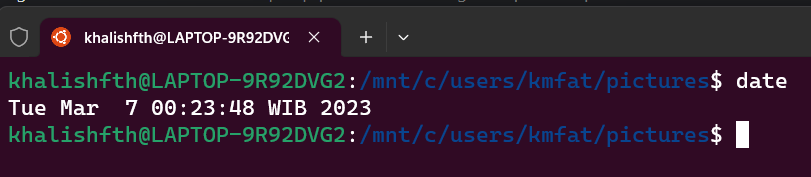 khalishfth@LAPTOP-9R92DVG
khalishfth@LAPTOP-9R92DVG2:/mnt/c/users/kmfat/pictures$ date
Tue Mar  7 00:23:48 WIB 2023
khalishfth@LAPTOP-9R92DVG2:/mnt/c/users/kmfat/pictures$